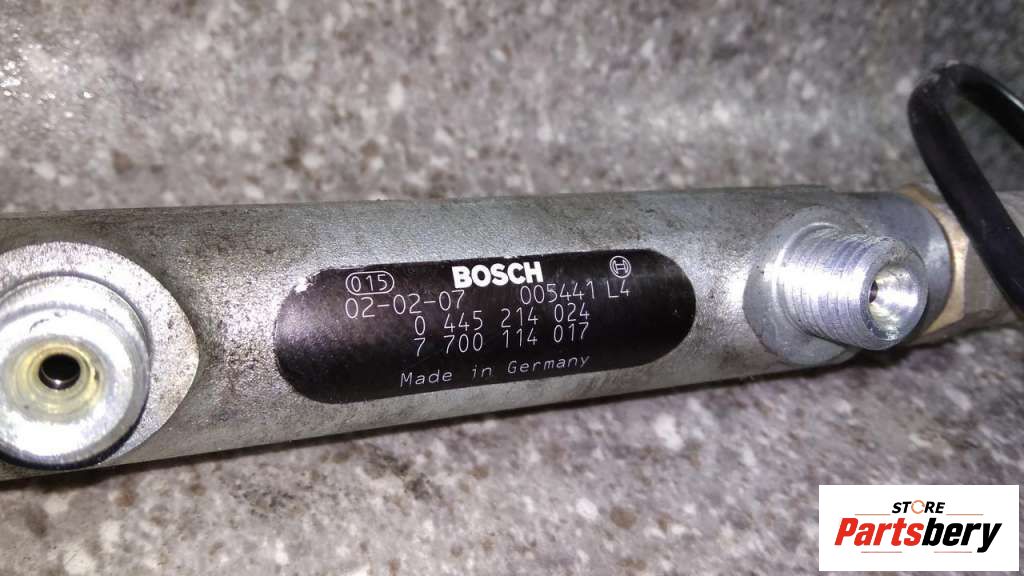 015 BOSCH
02-02-07 005441 L4
0 445 214 024
7 700 114 017
Made in Germany
STORE
Partsbery